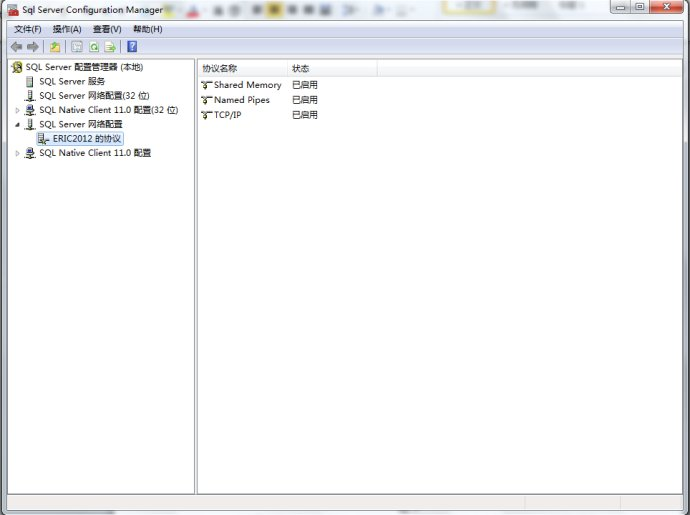 Sql Server Configuration Manager
文件(F) 操作(A) 查看(V) 帮助(H)
SQL Server 配置管理器 (本地)
SQL Server 服务
SQL Server 网络配置(32 位)
SQL Native Client 11.0 配置(32 位)
SQL Server 网络配置
ERIC2012 的协议
SQL Native Client 11.0 配置
协议名称 状态
Shared Memory 已启用
Named Pipes 已启用
TCP/IP 已启用